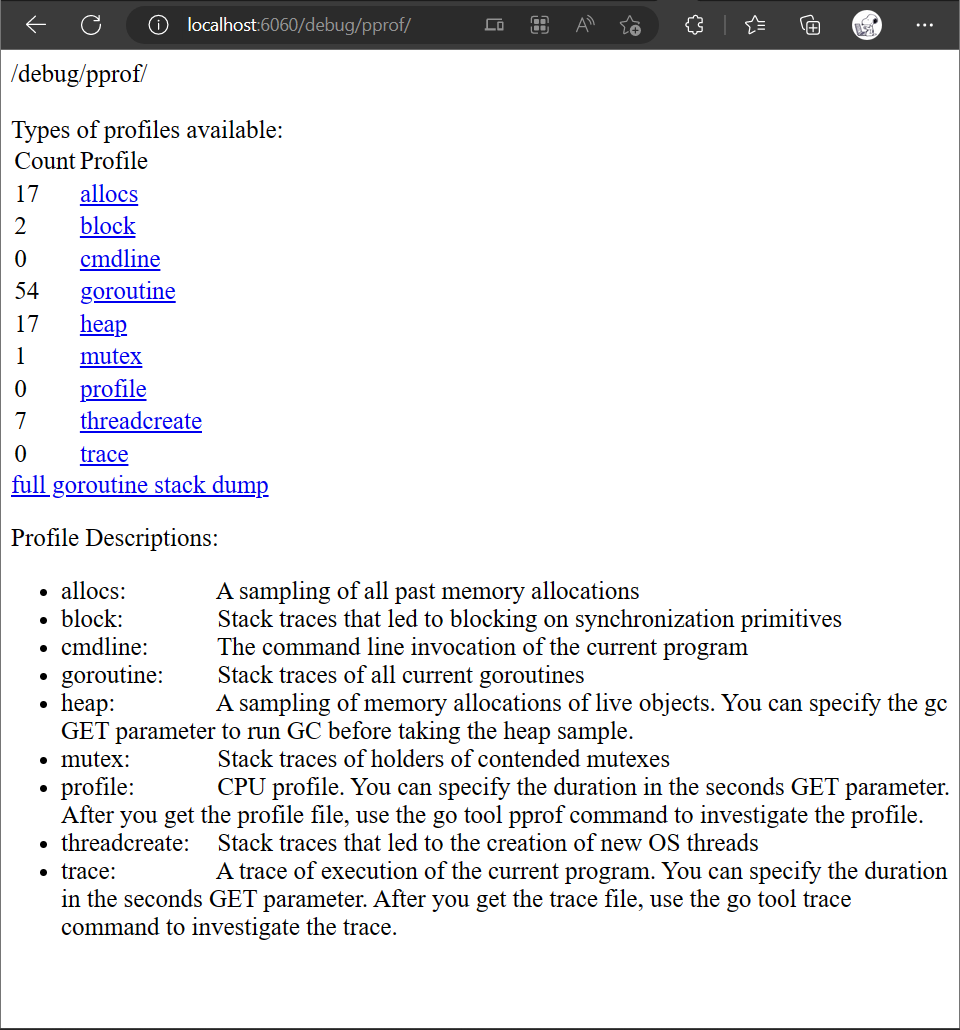 localhost:6060/debug/pprof/
/debug/pprof/
Types of profiles available:
Count Profile
17 allocs
2 block
0 cmdline
54 goroutine
17 heap
1 mutex
0 profile
7 threadcreate
0 trace
full goroutine stack dump
Profile Descriptions:
• allocs: A sampling of all past memory allocations
• block: Stack traces that led to blocking on synchronization primitives
• cmdline: The command line invocation of the current program
• goroutine: Stack traces of all current goroutines
• heap: A sampling of memory allocations of live objects. You can specify the gc
GET parameter to run GC before taking the heap sample.
• mutex: Stack traces of holders of contended mutexes
• profile: CPU profile. You can specify the duration in the seconds GET parameter.
After you get the profile file, use the go tool pprof command to investigate the profile.
• threadcreate: Stack traces that led to the creation of new OS threads
• trace: A trace of execution of the current program. You can specify the duration
in the seconds GET parameter. After you get the trace file, use the go tool trace
command to investigate the trace.